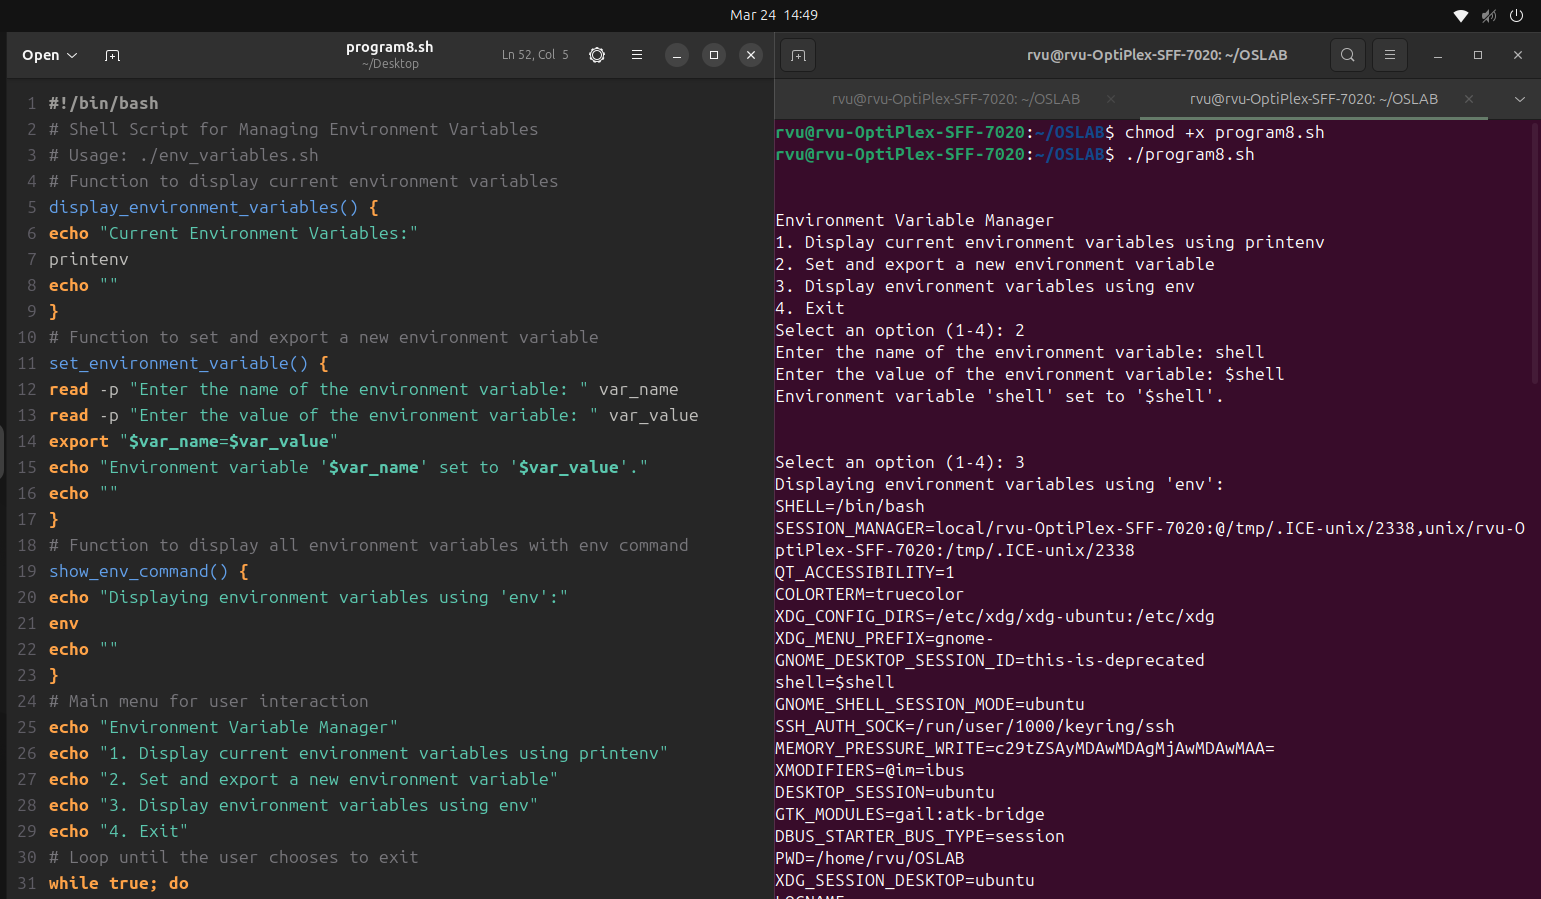 Mar 24 14:49
Open
program8.sh
~/Desktop
Ln 52, Col 5
1 #!/bin/bash
2 # Shell Script for Managing Environment Variables
3 # Usage: ./env_variables.sh
4 # Function to display current environment variables
5 display_environment_variables() {
6 echo "Current Environment Variables:"
7 printenv
8 echo ""
9 }
10 # Function to set and export a new environment variable
11 set_environment_variable() {
12 read -p "Enter the name of the environment variable: " var_name
13 read -p "Enter the value of the environment variable: " var_value
14 export "$var_name=$var_value"
15 echo "Environment variable '$var_name' set to '$var_value'."
16 echo ""
17 }
18 # Function to display all environment variables with env command
19 show_env_command() {
20 echo "Displaying environment variables using 'env':"
21 env
22 echo ""
23 }
24 # Main menu for user interaction
25 echo "Environment Variable Manager"
26 echo "1. Display current environment variables using printenv"
27 echo "2. Set and export a new environment variable"
28 echo "3. Display environment variables using env"
29 echo "4. Exit"
30 # Loop until the user chooses to exit
31 while true; do
rvu@rvu-OptiPlex-SFF-7020: ~/OSLAB
rvu@rvu-OptiPlex-SFF-7020: ~/OSLAB
rvu@rvu-OptiPlex-SFF-7020: ~/OSLAB
rvu@rvu-OptiPlex-SFF-7020:~/OSLAB$ chmod +x program8.sh
rvu@rvu-OptiPlex-SFF-7020:~/OSLAB$ ./program8.sh
Environment Variable Manager
1. Display current environment variables using printenv
2. Set and export a new environment variable
3. Display environment variables using env
4. Exit
Select an option (1-4): 2
Enter the name of the environment variable: shell
Enter the value of the environment variable: $shell
Environment variable 'shell' set to '$shell'.
Select an option (1-4): 3
Displaying environment variables using 'env':
SHELL=/bin/bash
SESSION_MANAGER=local/rvu-OptiPlex-SFF-7020:@/tmp/.ICE-unix/2338,unix/rvu-O
ptiPlex-SFF-7020:/tmp/.ICE-unix/2338
QT_ACCESSIBILITY=1
COLORTERM=truecolor
XDG_CONFIG_DIRS=/etc/xdg/xdg-ubuntu:/etc/xdg
XDG_MENU_PREFIX=gnome-
GNOME_DESKTOP_SESSION_ID=this-is-deprecated
shell=$shell
GNOME_SHELL_SESSION_MODE=ubuntu
SSH_AUTH_SOCK=/run/user/1000/keyring/ssh
MEMORY_PRESSURE_WRITE=c29tZSAyMDAwMDAgMjAwMDAwMAA=
XMODIFIERS=@im=ibus
DESKTOP_SESSION=ubuntu
GTK_MODULES=gail:atk-bridge
DBUS_STARTER_BUS_TYPE=session
PWD=/home/rvu/OSLAB
XDG_SESSION_DESKTOP=ubuntu